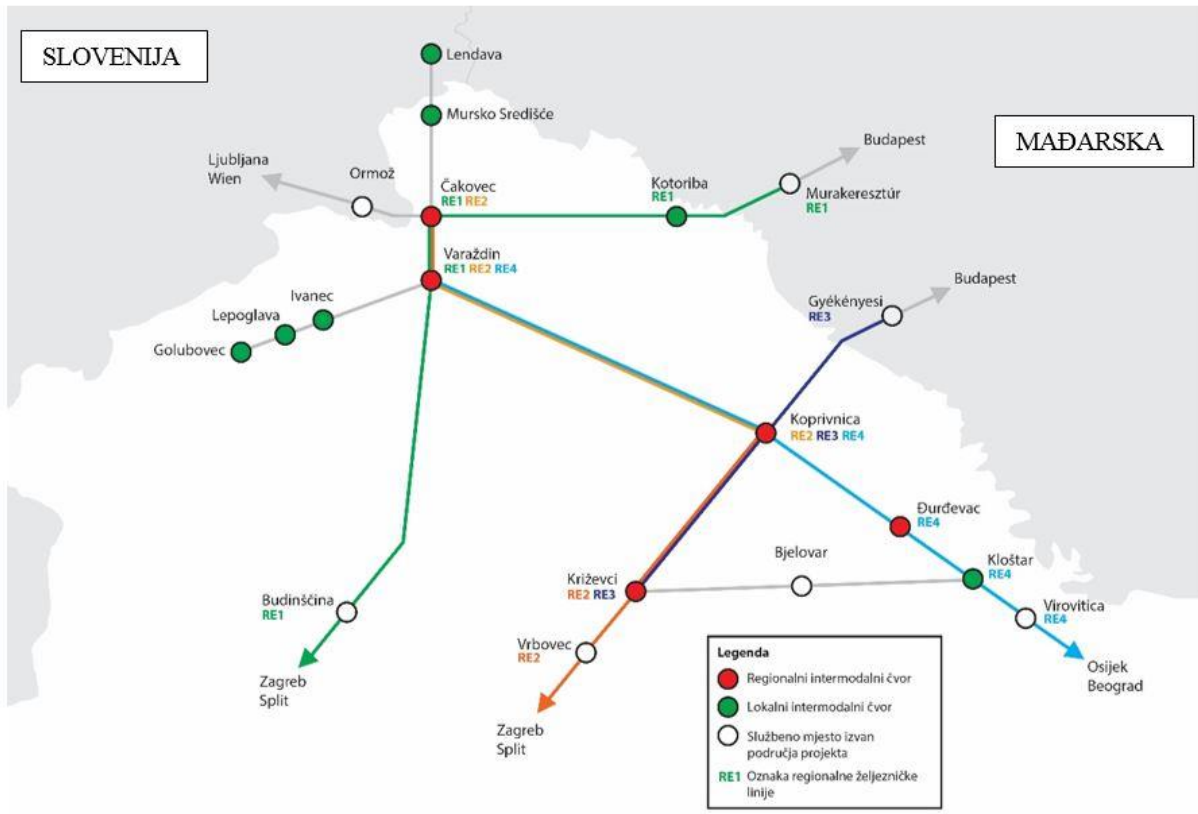 SLOVENIJA
MAĐARSKA
Lendava
Mursko Središće
Ljubljana
Wien
Ormož
Čakovec
RE1 RE2
Kotoriba
RE1
Budapest
Murakeresztúr
RE1
Varaždin
RE1 RE2 RE4
Ivanec
Lepoglava
Golubovec
Budapest
Gyékényesi
RE3
Koprivnica
RE2 RE3 RE4
Đurđevac
RE4
Bjelovar
Kloštar
RE4
Križevci
RE2 RE3
Budinščina
RE1
Virovitica
RE4
Vrbovec
RE2
Zagreb
Split
Zagreb
Split
Osijek
Beograd
Legenda
Regionalni intermodalni čvor
Lokalni intermodalni čvor
Službeno mjesto izvan
područja projekta
RE1 Oznaka regionalne željezničke
linije